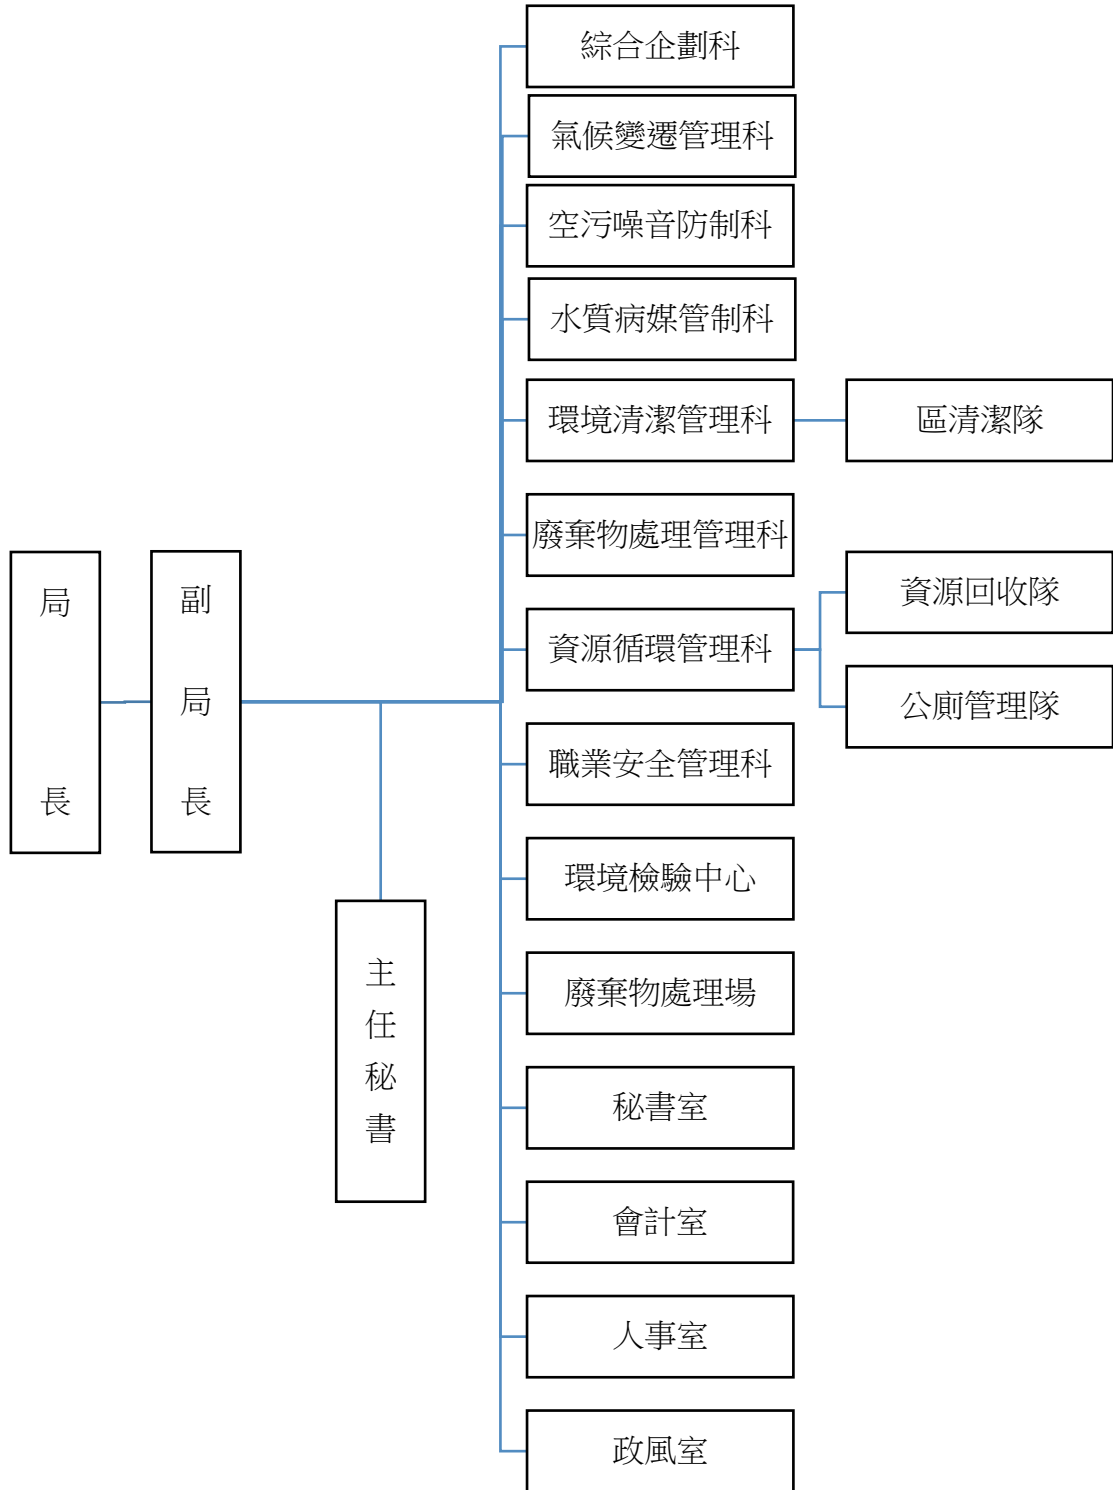 局長
副局長
主任秘書
綜合企劃科
氣候變遷管理科
空污噪音防制科
水質病媒管制科
環境清潔管理科
區清潔隊
廢棄物處理管理科
資源循環管理科
資源回收隊
公廁管理隊
職業安全管理科
環境檢驗中心
廢棄物處理場
秘書室
會計室
人事室
政風室